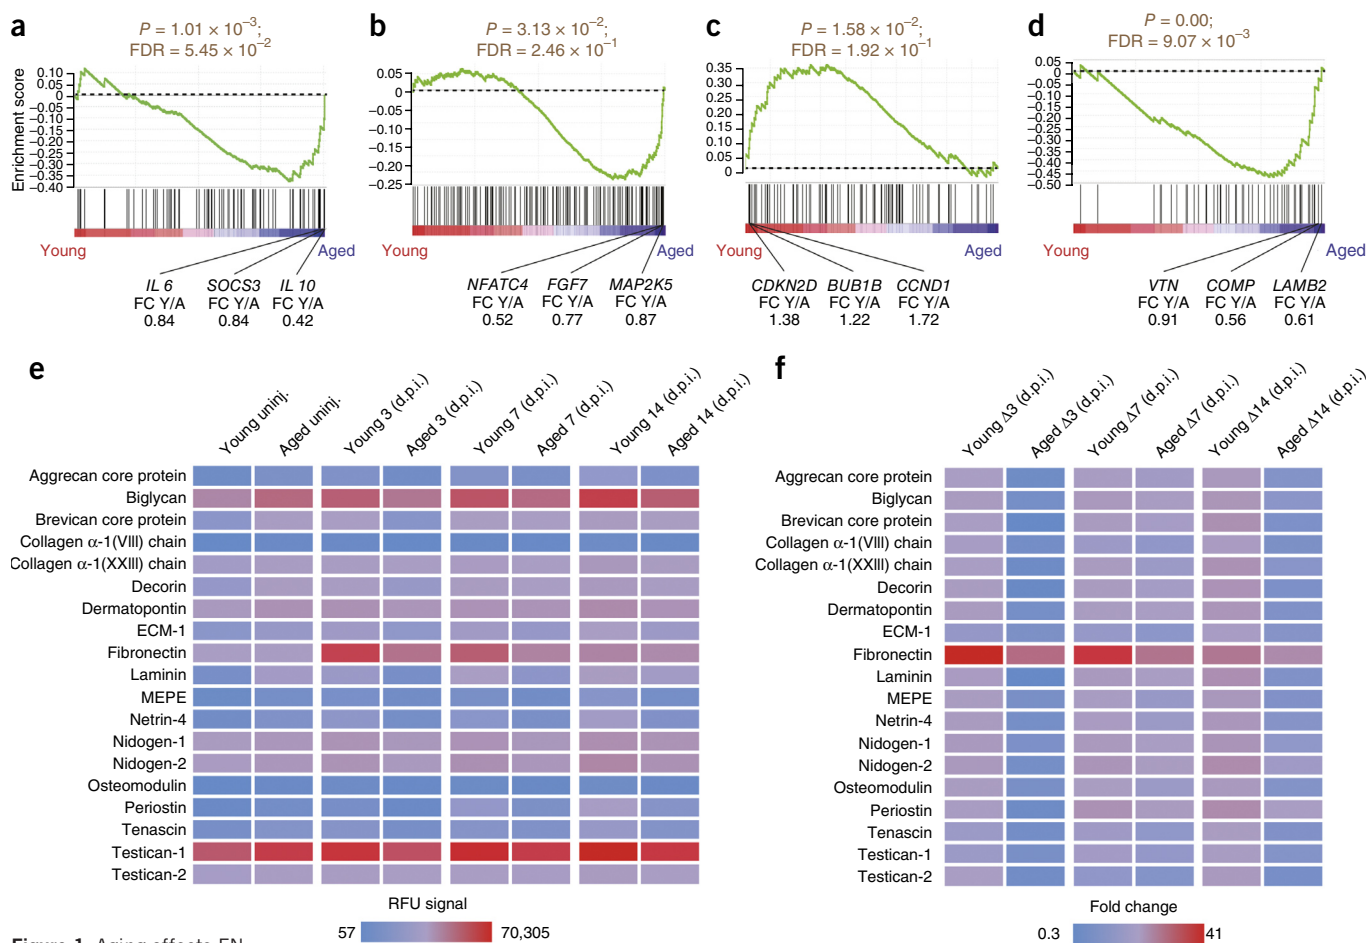 a
P = 1.01 × 10⁻³;
FDR = 5.45 × 10⁻²
Enrichment score
0.10
0.05
0
−0.05
−0.10
−0.15
−0.20
−0.25
−0.30
−0.35
−0.40
Young
Aged
IL 6 SOCS3 IL 10
FC Y/A FC Y/A FC Y/A
0.84 0.84 0.42
b
P = 3.13 × 10⁻²;
FDR = 2.46 × 10⁻¹
0.05
0
−0.05
−0.10
−0.15
−0.20
−0.25
Young
Aged
NFATC4 FGF7 MAP2K5
FC Y/A FC Y/A FC Y/A
0.52 0.77 0.87
c
P = 1.58 × 10⁻²;
FDR = 1.92 × 10⁻¹
0.35
0.30
0.25
0.20
0.15
0.10
0.05
0
Young
Aged
CDKN2D BUB1B CCND1
FC Y/A FC Y/A FC Y/A
1.38 1.22 1.72
d
P = 0.00;
FDR = 9.07 × 10⁻³
0.05
0
−0.05
−0.10
−0.15
−0.20
−0.25
−0.30
−0.35
−0.40
−0.45
−0.50
Young
Aged
VTN COMP LAMB2
FC Y/A FC Y/A FC Y/A
0.91 0.56 0.61
e
Young uninj.
Aged uninj.
Young 3 (d.p.i.)
Aged 3 (d.p.i.)
Young 7 (d.p.i.)
Aged 7 (d.p.i.)
Young 14 (d.p.i.)
Aged 14 (d.p.i.)
Aggrecan core protein
Biglycan
Brevican core protein
Collagen α-1(VIII) chain
Collagen α-1(XXIII) chain
Decorin
Dermatopontin
ECM-1
Fibronectin
Laminin
MEPE
Netrin-4
Nidogen-1
Nidogen-2
Osteomodulin
Periostin
Tenascin
Testican-1
Testican-2
RFU signal
57 70,305
f
Young Δ3 (d.p.i.)
Aged Δ3 (d.p.i.)
Young Δ7 (d.p.i.)
Aged Δ7 (d.p.i.)
Young Δ14 (d.p.i.)
Aged Δ14 (d.p.i.)
Aggrecan core protein
Biglycan
Brevican core protein
Collagen α-1(VIII) chain
Collagen α-1(XXIII) chain
Decorin
Dermatopontin
ECM-1
Fibronectin
Laminin
MEPE
Netrin-4
Nidogen-1
Nidogen-2
Osteomodulin
Periostin
Tenascin
Testican-1
Testican-2
Fold change
0.3 41